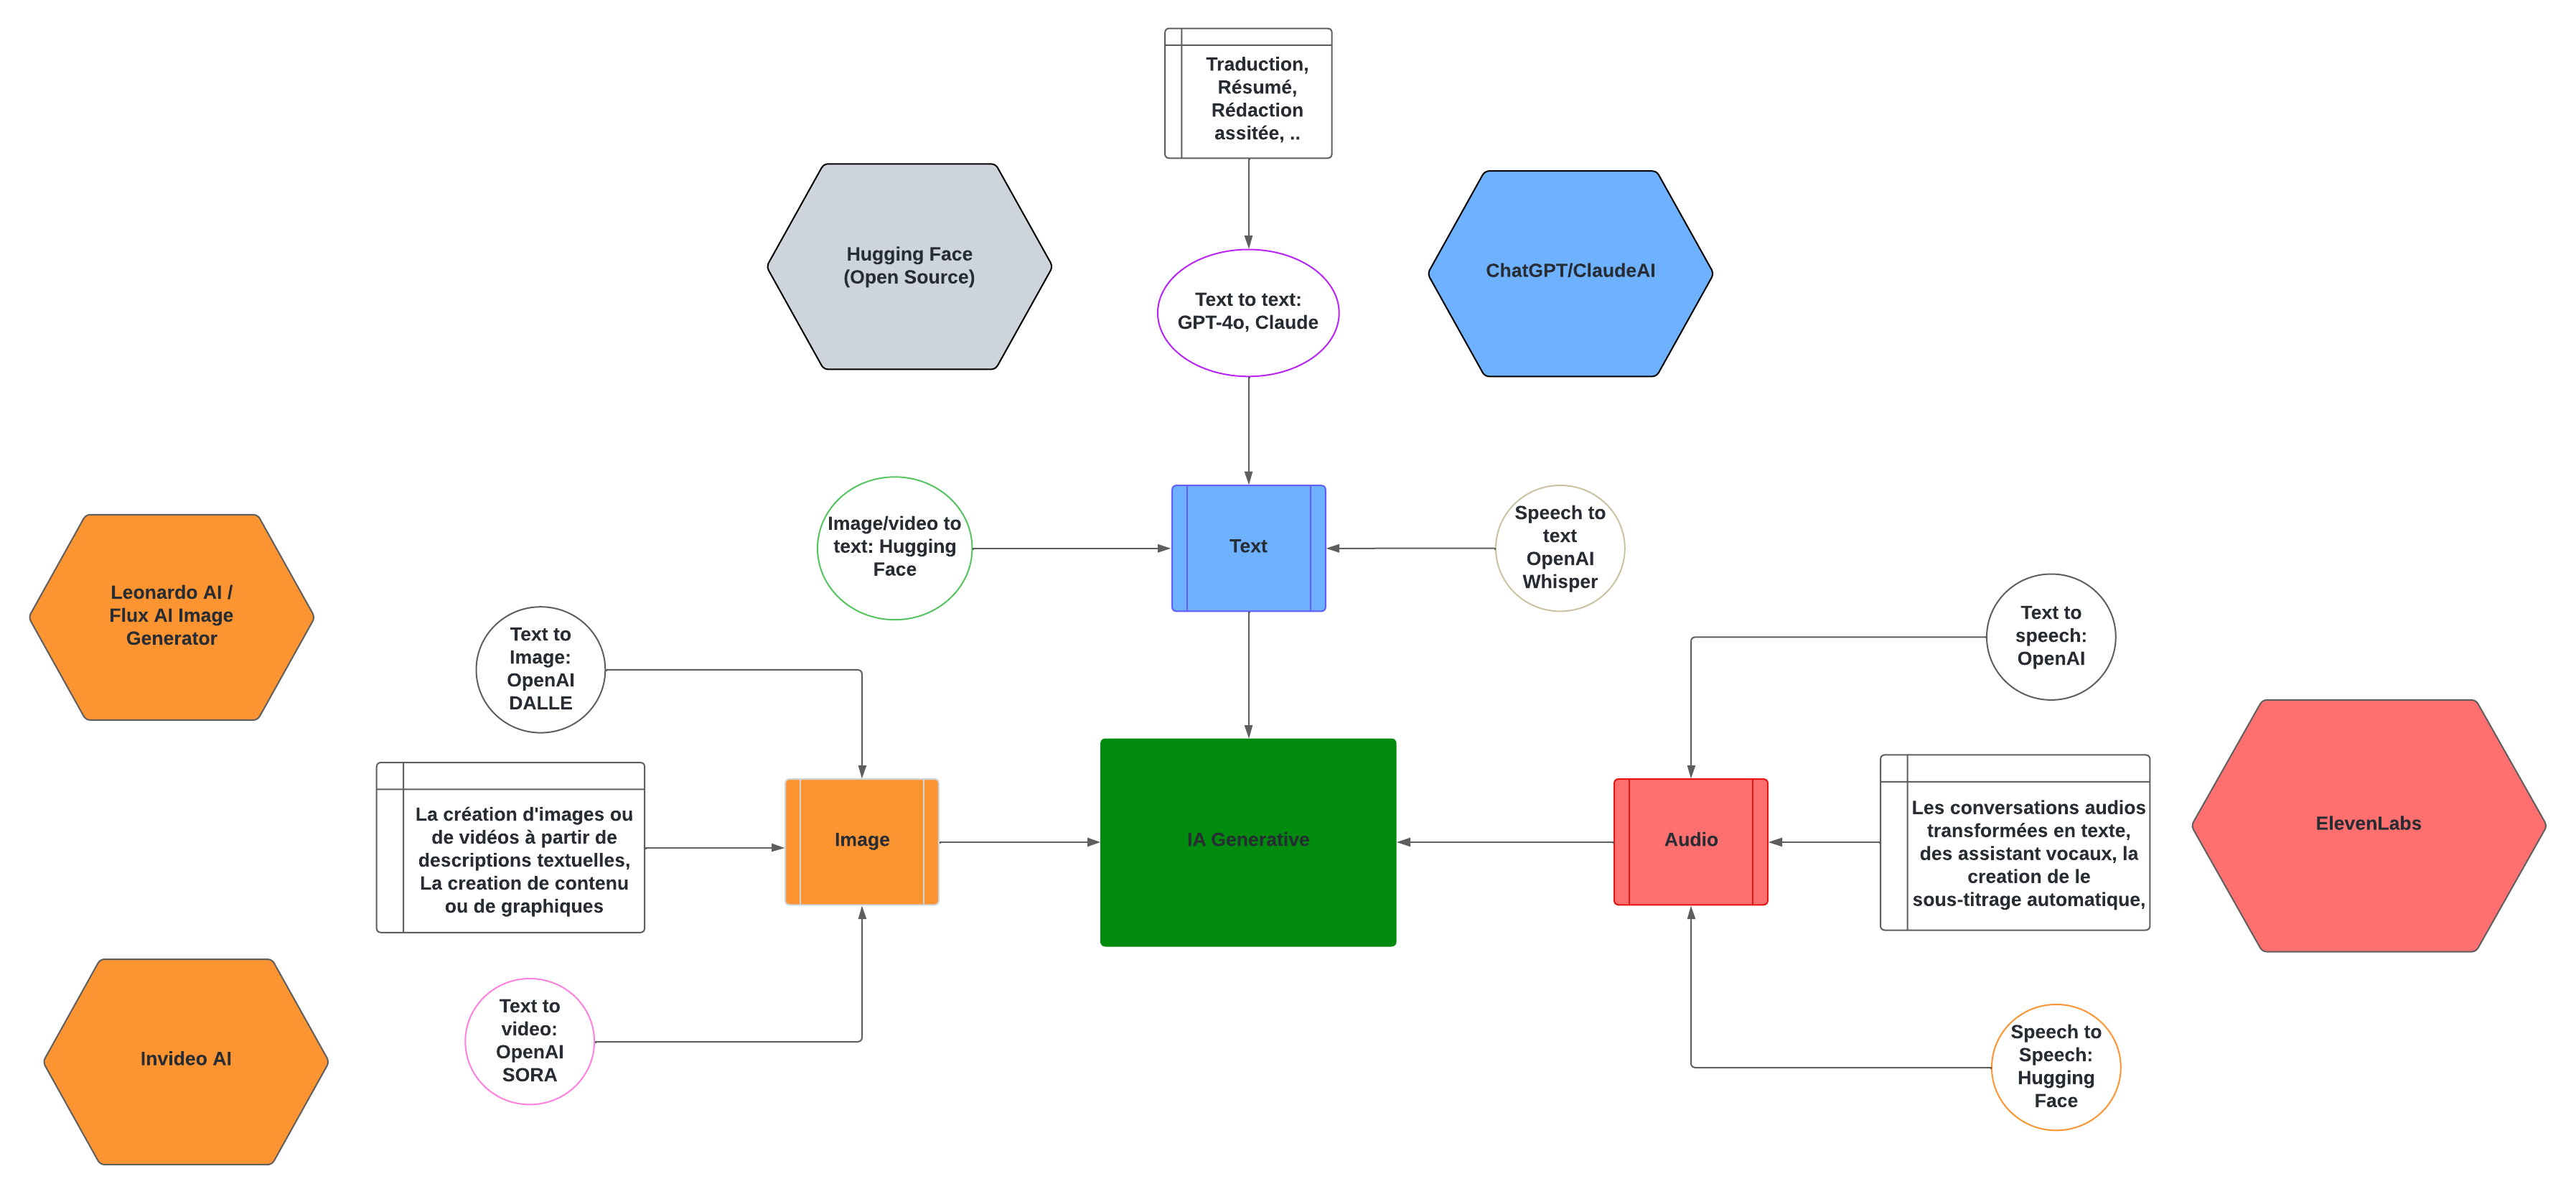 Traduction,
Résumé,
Rédaction
assitée, ..
Hugging Face
(Open Source)
ChatGPT/ClaudeAI
Text to text:
GPT-4o, Claude
Image/video to
text: Hugging
Face
Text
Speech to
text
OpenAI
Whisper
Leonardo AI /
Flux AI Image
Generator
Text to
Image:
OpenAI
DALLE
Text to
speech:
OpenAI
La création d'images ou
de vidéos à partir de
descriptions textuelles,
La creation de contenu
ou de graphiques
Image
IA Generative
Audio
Les conversations audios
transformées en texte,
des assistant vocaux, la
creation de le
sous-titrage automatique,
ElevenLabs
Invideo AI
Text to
video:
OpenAI
SORA
Speech to
Speech:
Hugging
Face